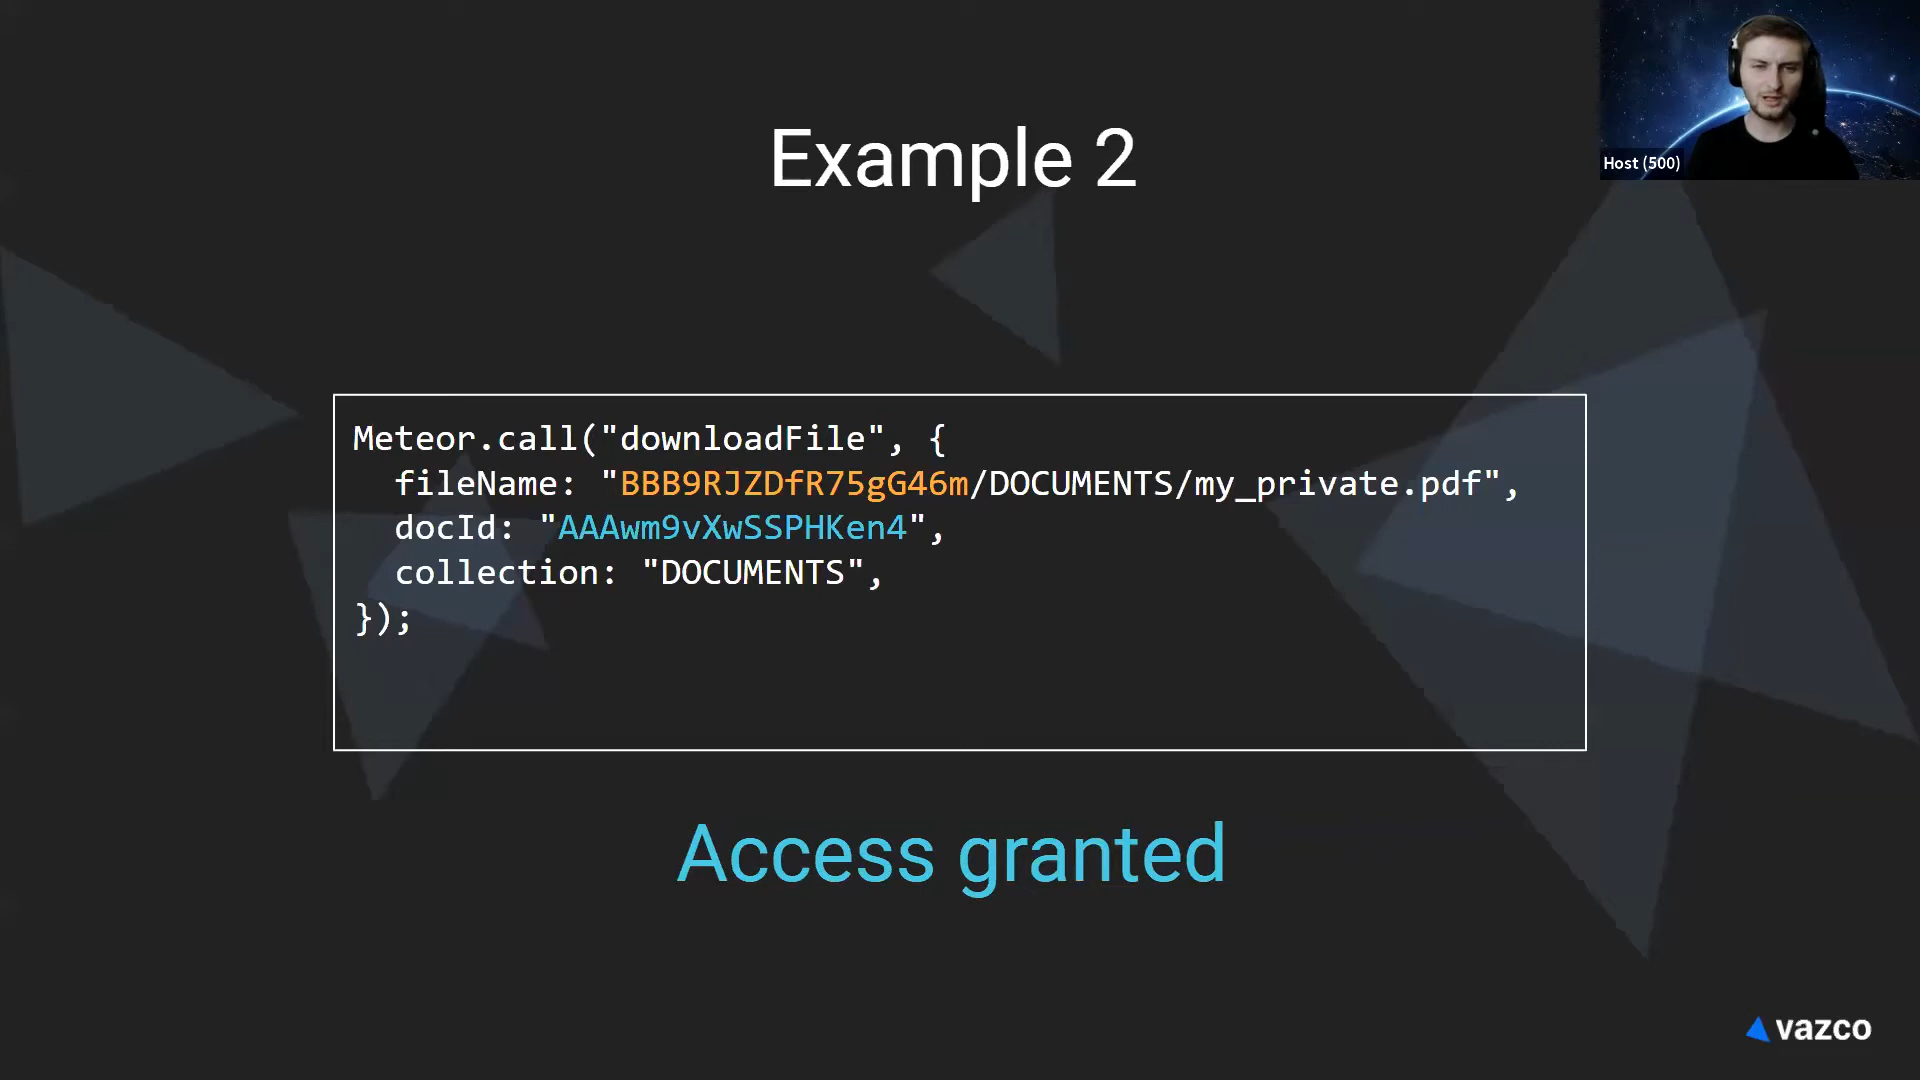 Example 2
Host (500)
Meteor.call("downloadFile", {
  fileName: "BBB9RJZDfR75gG46m/DOCUMENTS/my_private.pdf",
  docId: "AAAwm9vXwSSPHKen4",
  collection: "DOCUMENTS",
});
Access granted
vazco